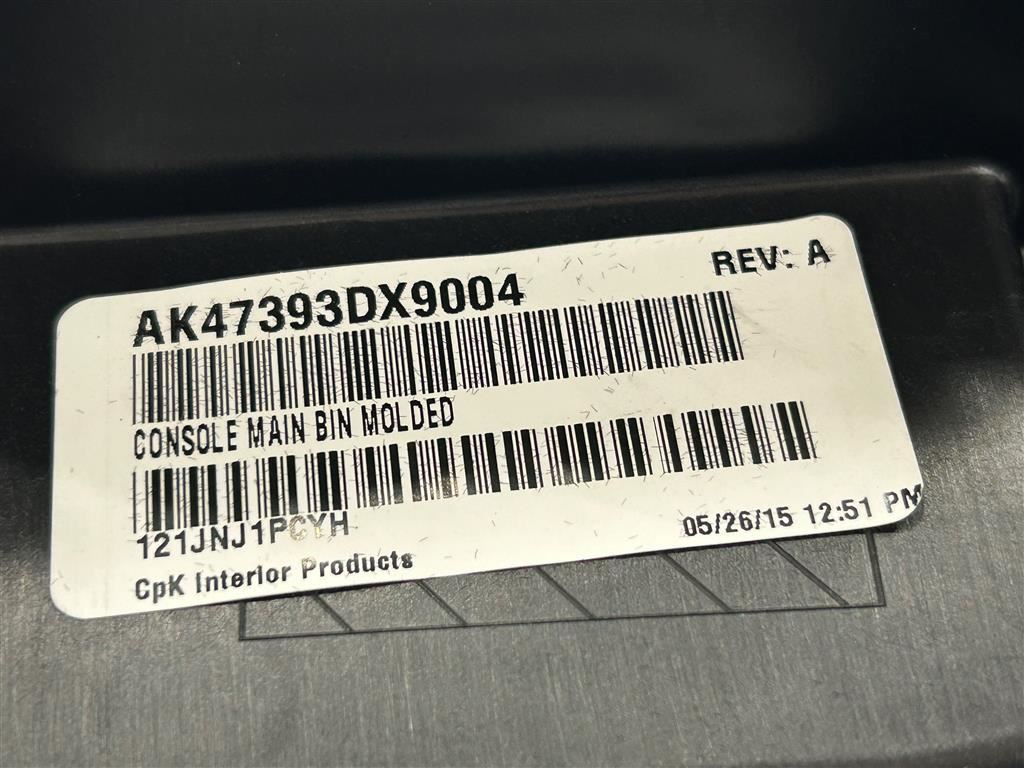 AK47393DX9004 REV: A
CONSOLE MAIN BIN MOLDED
121JNJ1PCYH 05/26/15 12:51 PM
CpK Interior Products